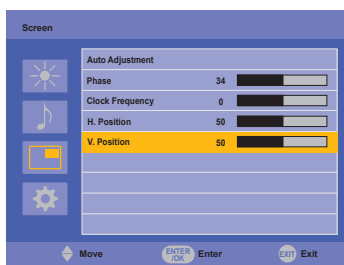 Screen
Auto Adjustment
Phase 34
Clock Frequency 0
H. Position 50
V. Position 50
Move ENTER /OK Enter EXIT Exit